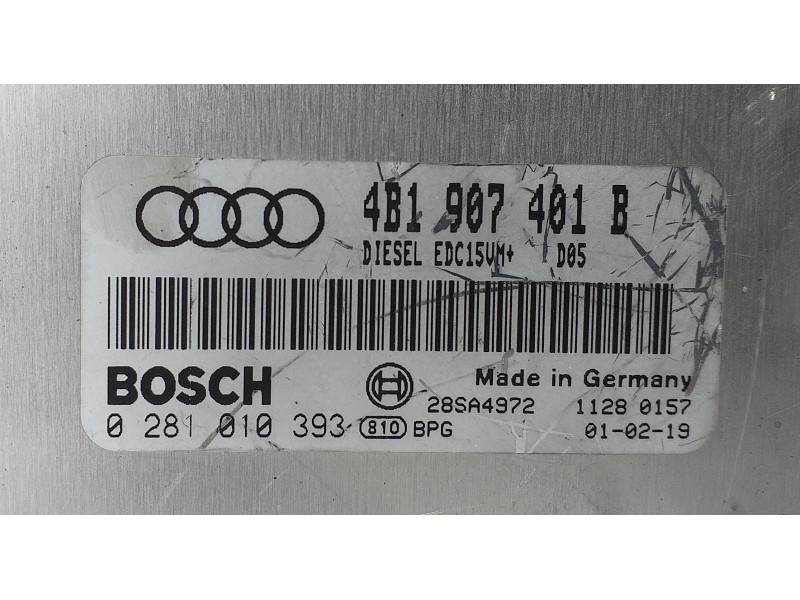 4B1 907 401 B
DIESEL EDC15VM+ D05
BOSCH
Made in Germany
28SA4972 1128 0157
0 281 010 393 810 BPG 01-02-19